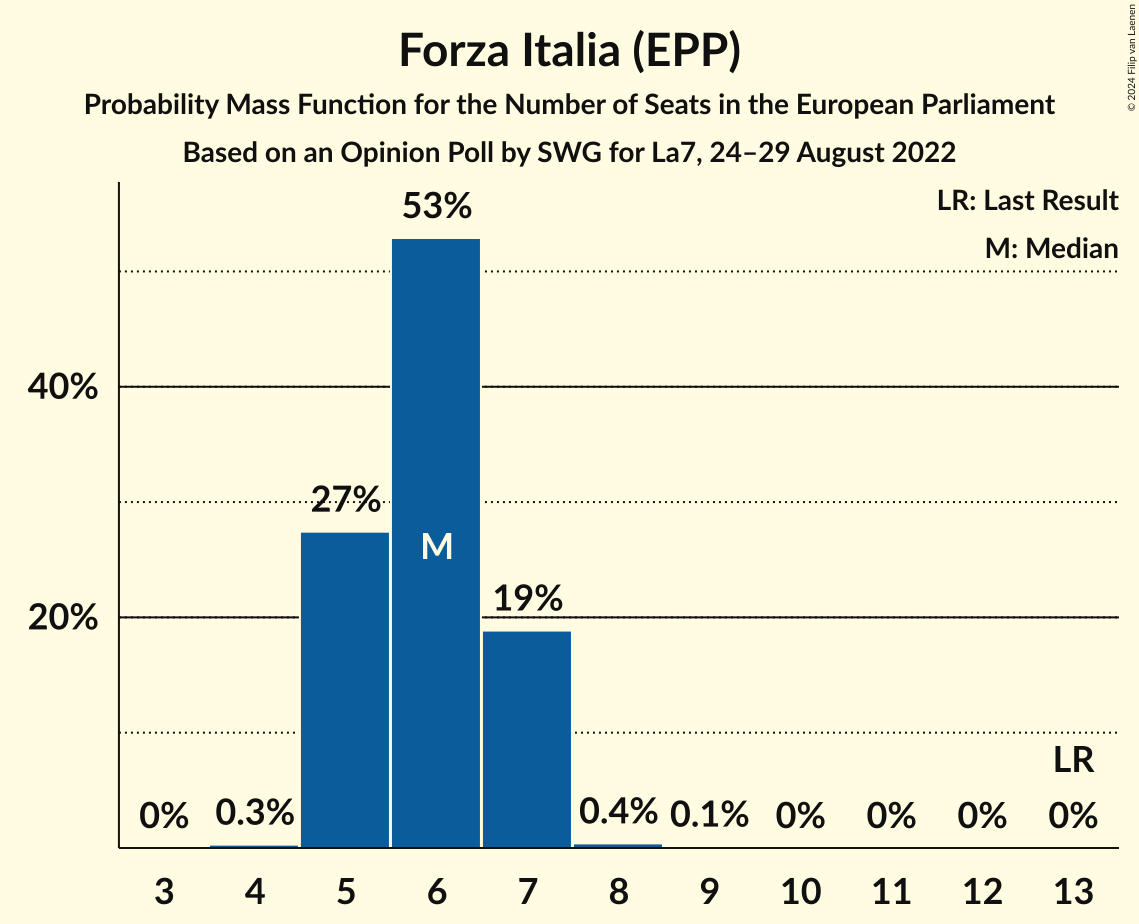 Forza Italia (EPP)
Probability Mass Function for the Number of Seats in the European Parliament
Based on an Opinion Poll by SWG for La7, 24–29 August 2022
© 2024 Filip van Laenen
LR: Last Result
M: Median
53%
40%
27%
M
19%
20%
LR
0% 0.3% 0.4% 0.1% 0% 0% 0% 0%
3 4 5 6 7 8 9 10 11 12 13